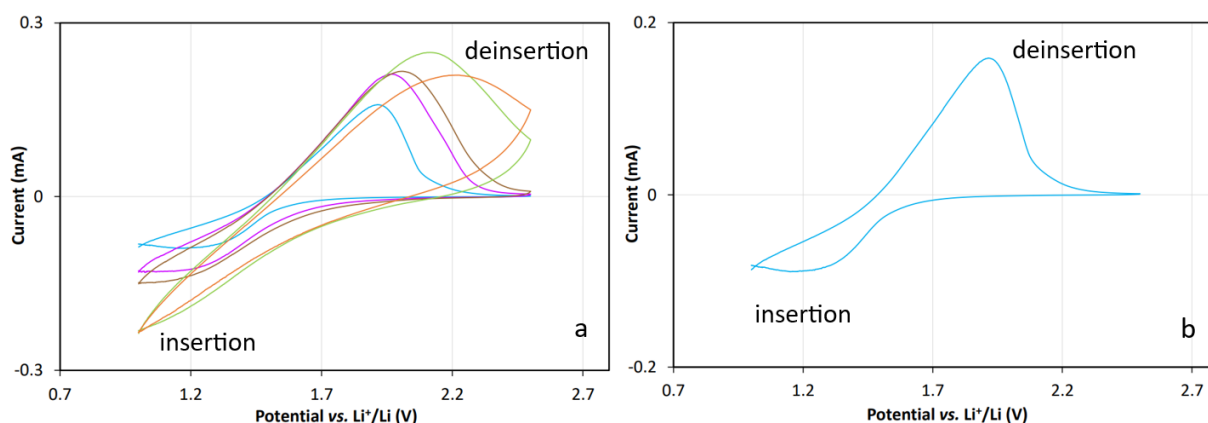 0.3
deinsertion
Current (mA)
0
insertion
a
-0.3
0.7
1.2
1.7
2.2
2.7
Potential vs. Li⁺/Li (V)
0.2
deinsertion
Current (mA)
0
insertion
b
-0.2
0.7
1.2
1.7
2.2
2.7
Potential vs. Li⁺/Li (V)